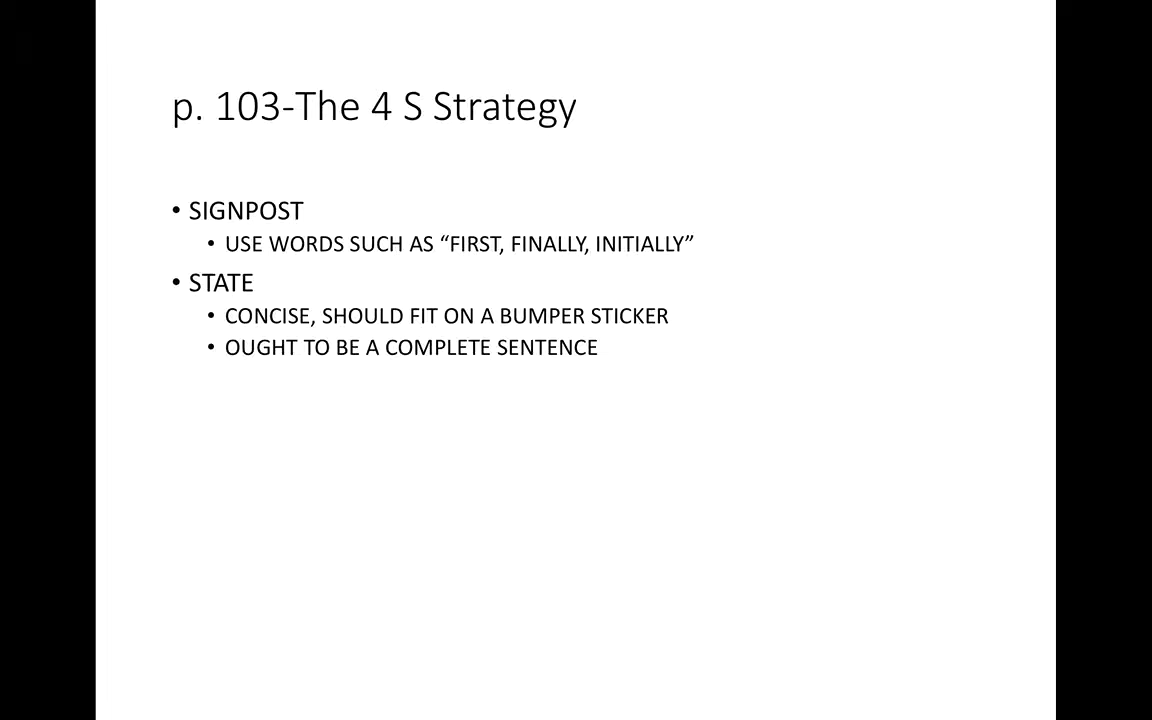 p. 103-The 4 S Strategy
• SIGNPOST
• USE WORDS SUCH AS “FIRST, FINALLY, INITIALLY”
• STATE
• CONCISE, SHOULD FIT ON A BUMPER STICKER
• OUGHT TO BE A COMPLETE SENTENCE